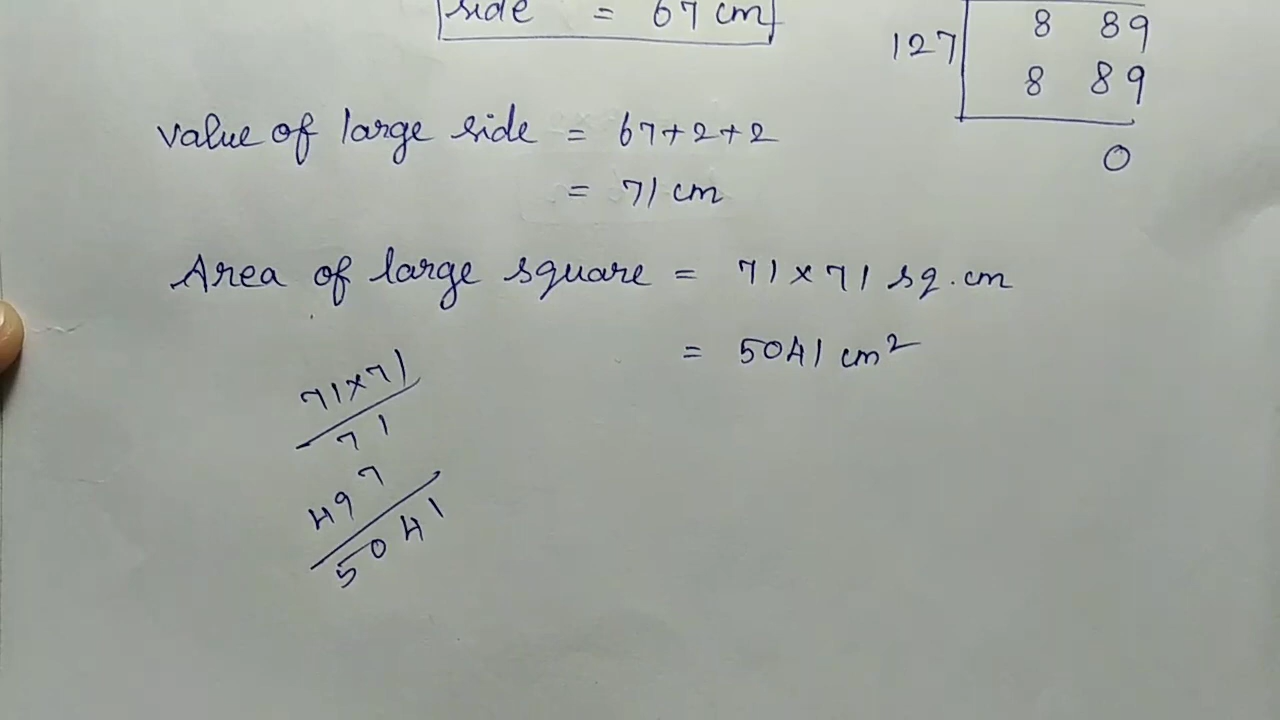 side = 67 cm
127 8 89
8 89
0
value of large side = 67+2+2
= 71 cm
Area of large square = 71 × 71 sq. cm
= 5041 cm²
71×71
71
497
5041